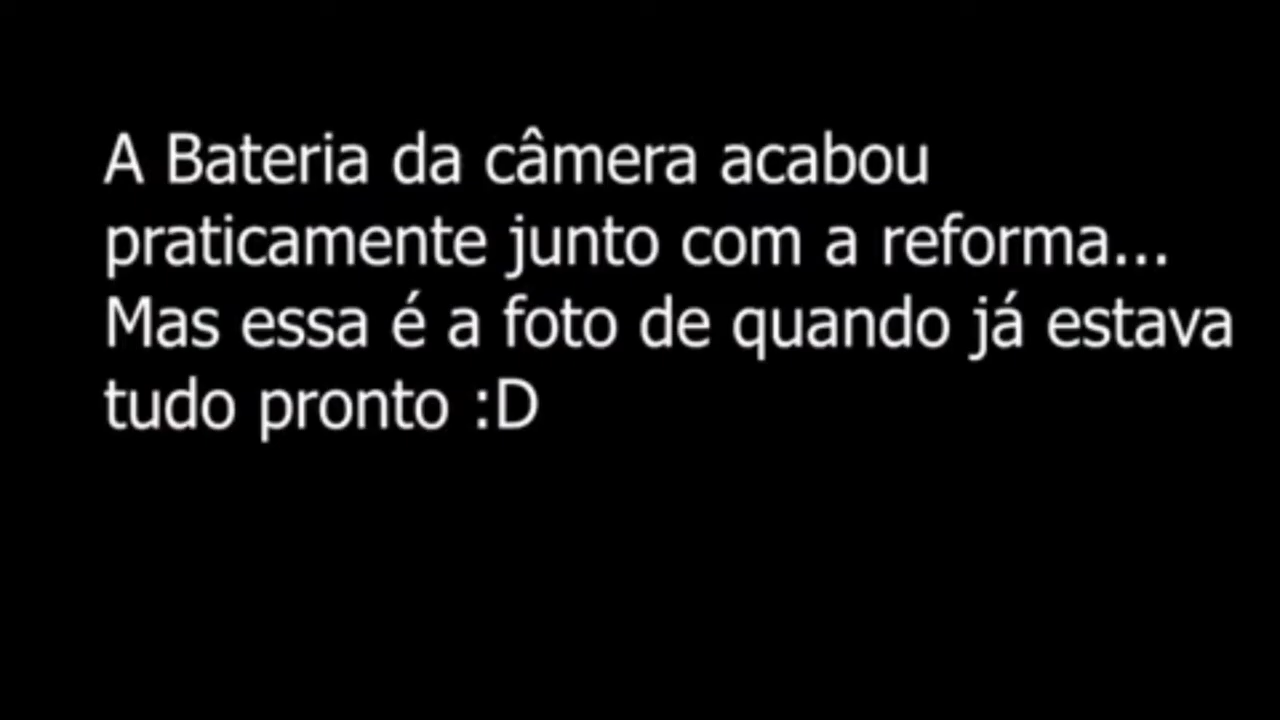 A Bateria da câmera acabou
praticamente junto com a reforma...
Mas essa é a foto de quando já estava
tudo pronto :D